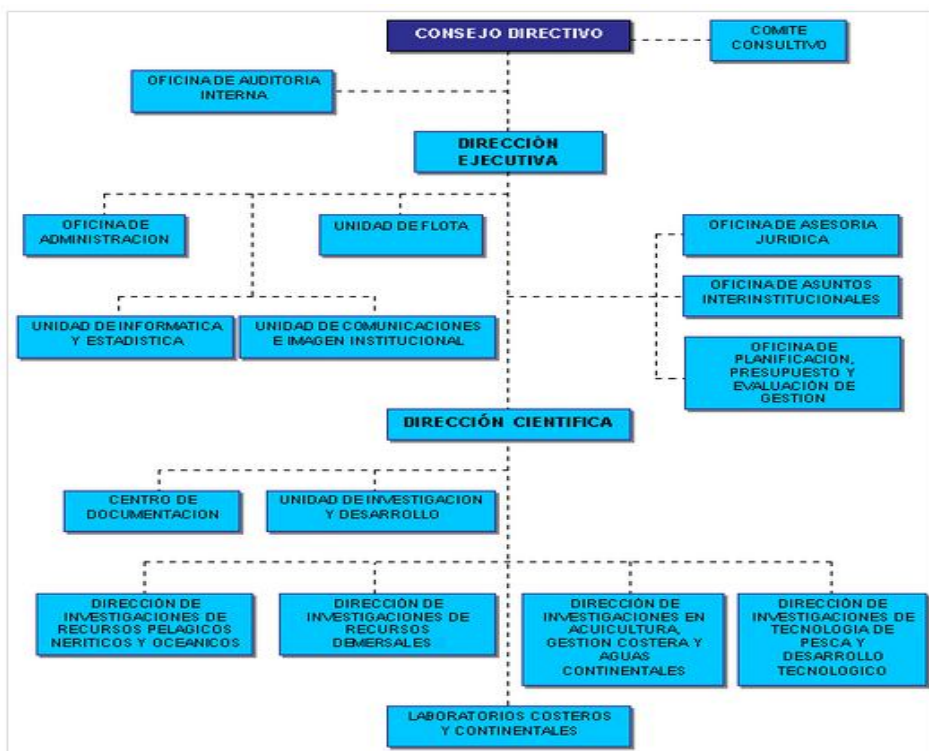 CONSEJO DIRECTIVO
COMITE
CONSULTIVO
OFICINA DE AUDITORIA
INTERNA
DIRECCIÓN
EJECUTIVA
OFICINA DE
ADMINISTRACION
UNIDAD DE FLOTA
OFICINA DE ASESORIA
JURIDICA
OFICINA DE ASUNTOS
INTERINSTITUCIONALES
UNIDAD DE INFORMATICA
Y ESTADISTICA
UNIDAD DE COMUNICACIONES
E IMAGEN INSTITUCIONAL
OFICINA DE
PLANIFICACION,
PRESUPUESTO Y
EVALUACIÓN DE
GESTION
DIRECCIÓN CIENTIFICA
CENTRO DE
DOCUMENTACION
UNIDAD DE INVESTIGACION
Y DESARROLLO
DIRECCIÓN DE
INVESTIGACIONES DE
RECURSOS PELAGICOS
NERITICOS Y OCEANICOS
DIRECCIÓN DE
INVESTIGACIONES DE
RECURSOS
DEMERSALES
DIRECCIÓN DE
INVESTIGACIONES EN
ACUICULTURA,
GESTION COSTERA Y
AGUAS
CONTINENTALES
DIRECCIÓN DE
INVESTIGACIONES DE
TECNOLOGIA DE
PESCA Y
DESARROLLO
TECNOLOGICO
LABORATORIOS COSTEROS
Y CONTINENTALES